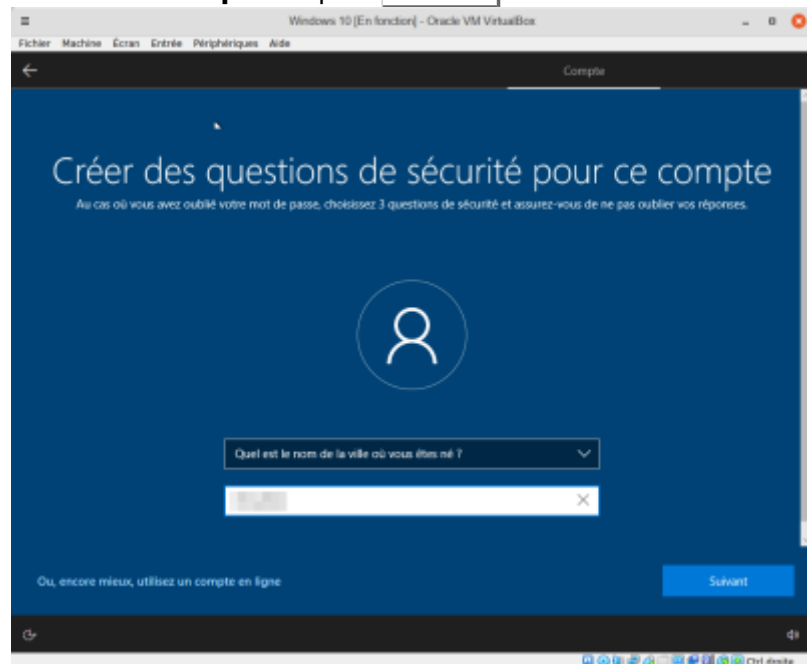 Windows 10 [En fonction] - Oracle VM VirtualBox
Fichier Machine Écran Entrée Périphériques Aide
Compte
Créer des questions de sécurité pour ce compte
Au cas où vous avez oublié votre mot de passe, choisissez 3 questions de sécurité et assurez-vous de ne pas oublier vos réponses.
Quel est le nom de la ville où vous êtes né ?
Ou, encore mieux, utilisez un compte en ligne
Suivant
Ctrl droite